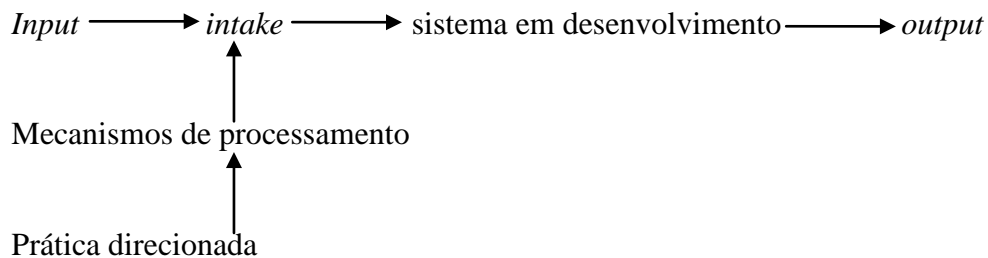 Input intake sistema em desenvolvimento output
Mecanismos de processamento
Prática direcionada